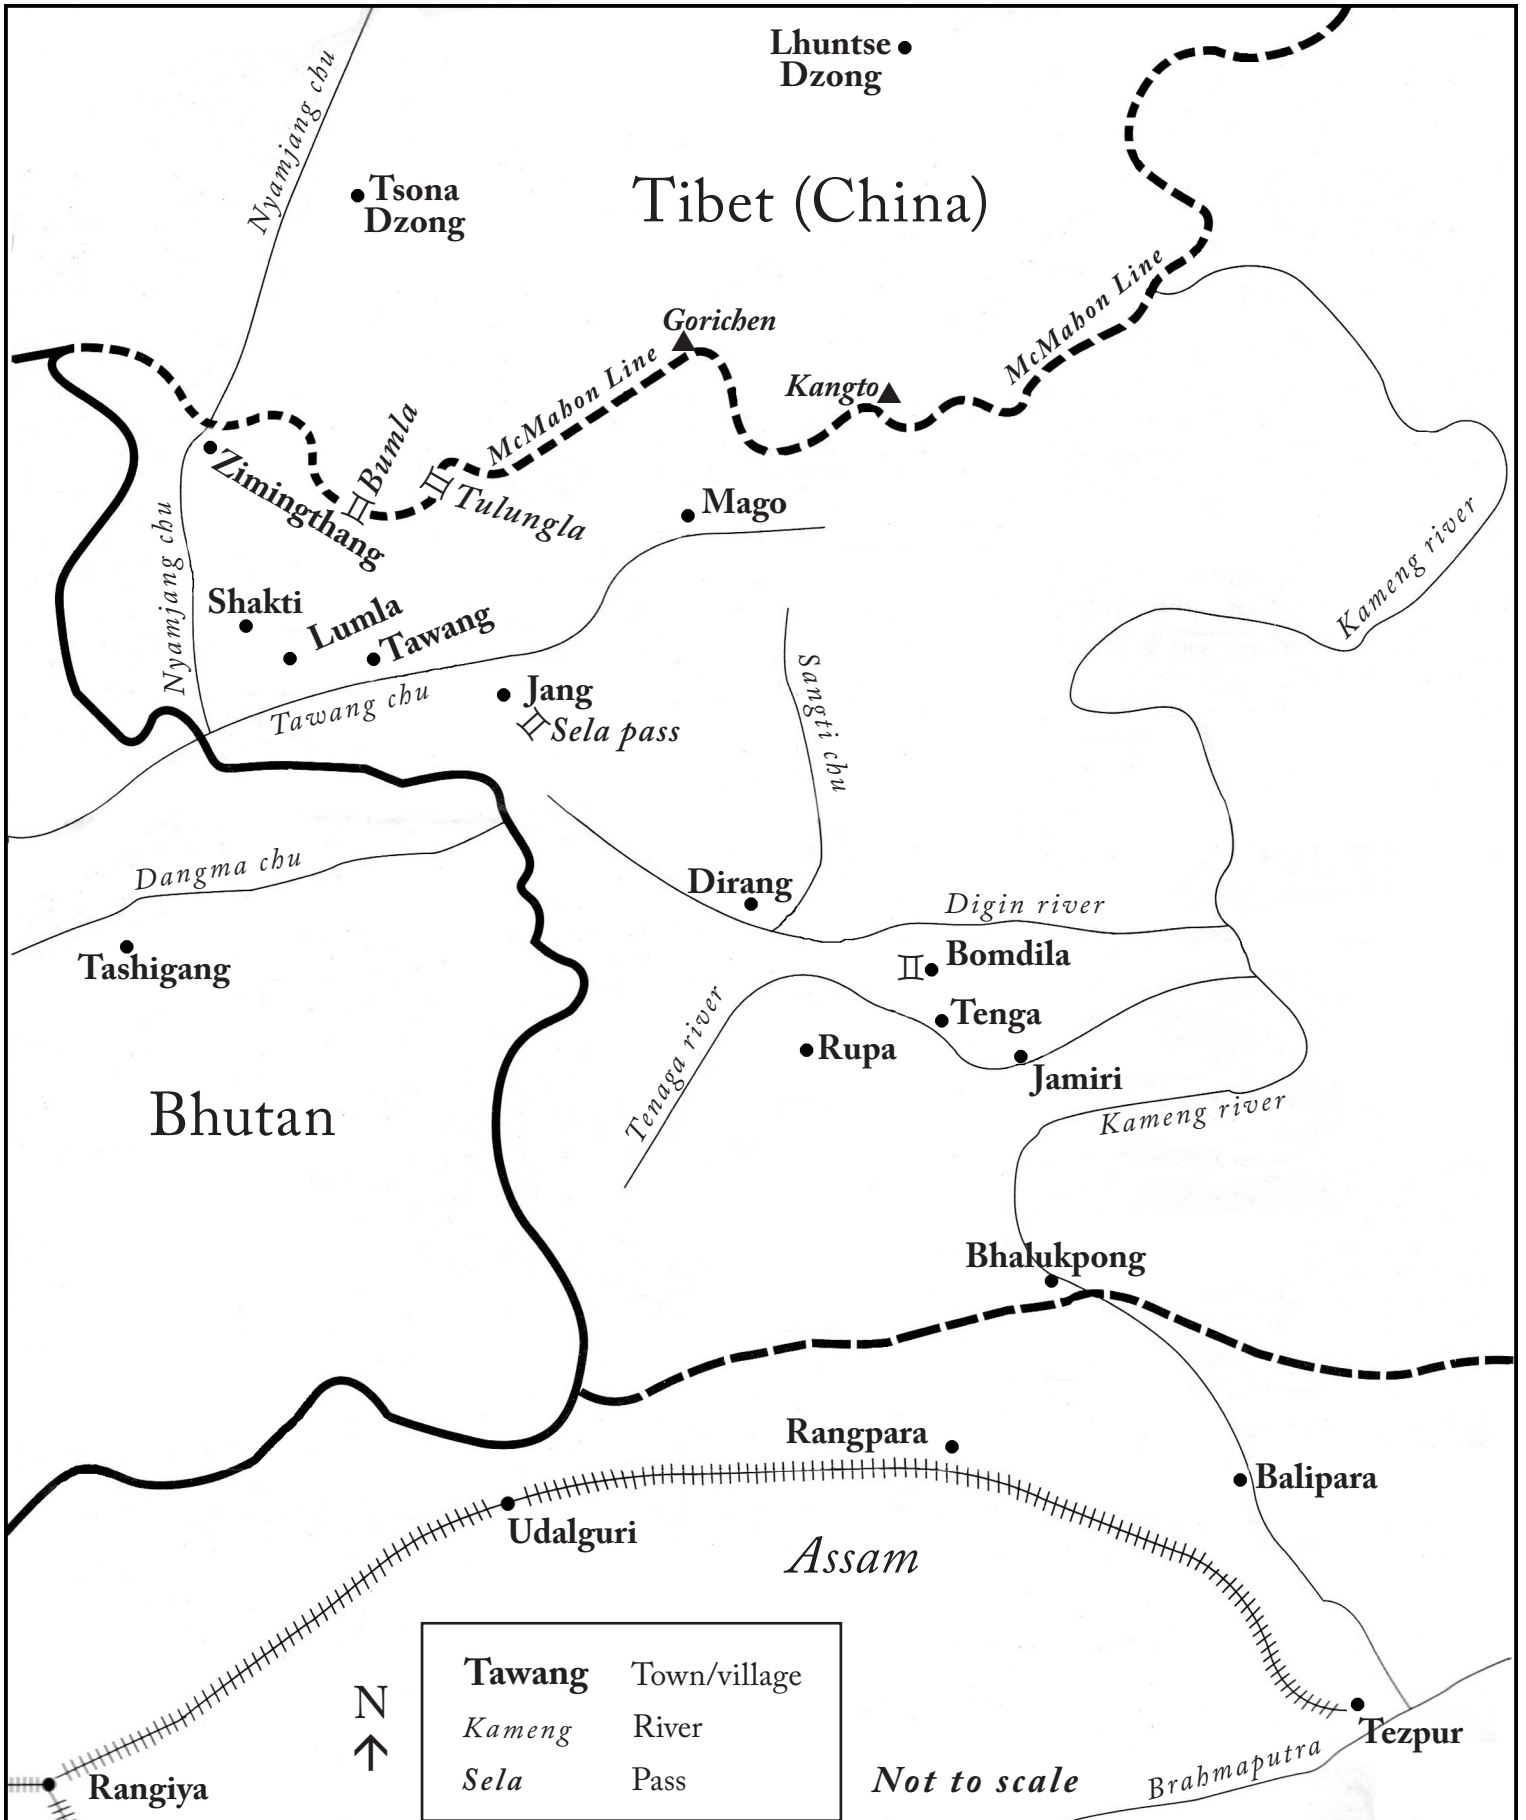 Lhuntse
Dzong
Nyamjang chu
Tsona
Dzong
Tibet (China)
McMahon Line
Gorichen
McMahon Line
Kangto
Bumla
Zimingthang
Tulungla
Mago
Kameng river
Nyamjang chu
Shakti
Lumla
Tawang
Jang
Tawang chu
Sela pass
Sangti chu
Dangma chu
Dirang
Digin river
Tashigang
Bomdila
Tenga
Tenaga river
Rupa
Jamiri
Bhutan
Kameng river
Bhalukpong
Rangpara
Balipara
Udalguri
Assam
Tawang Town/village
Kameng River
Sela Pass
N
Not to scale
Tezpur
Brahmaputra
Rangiya